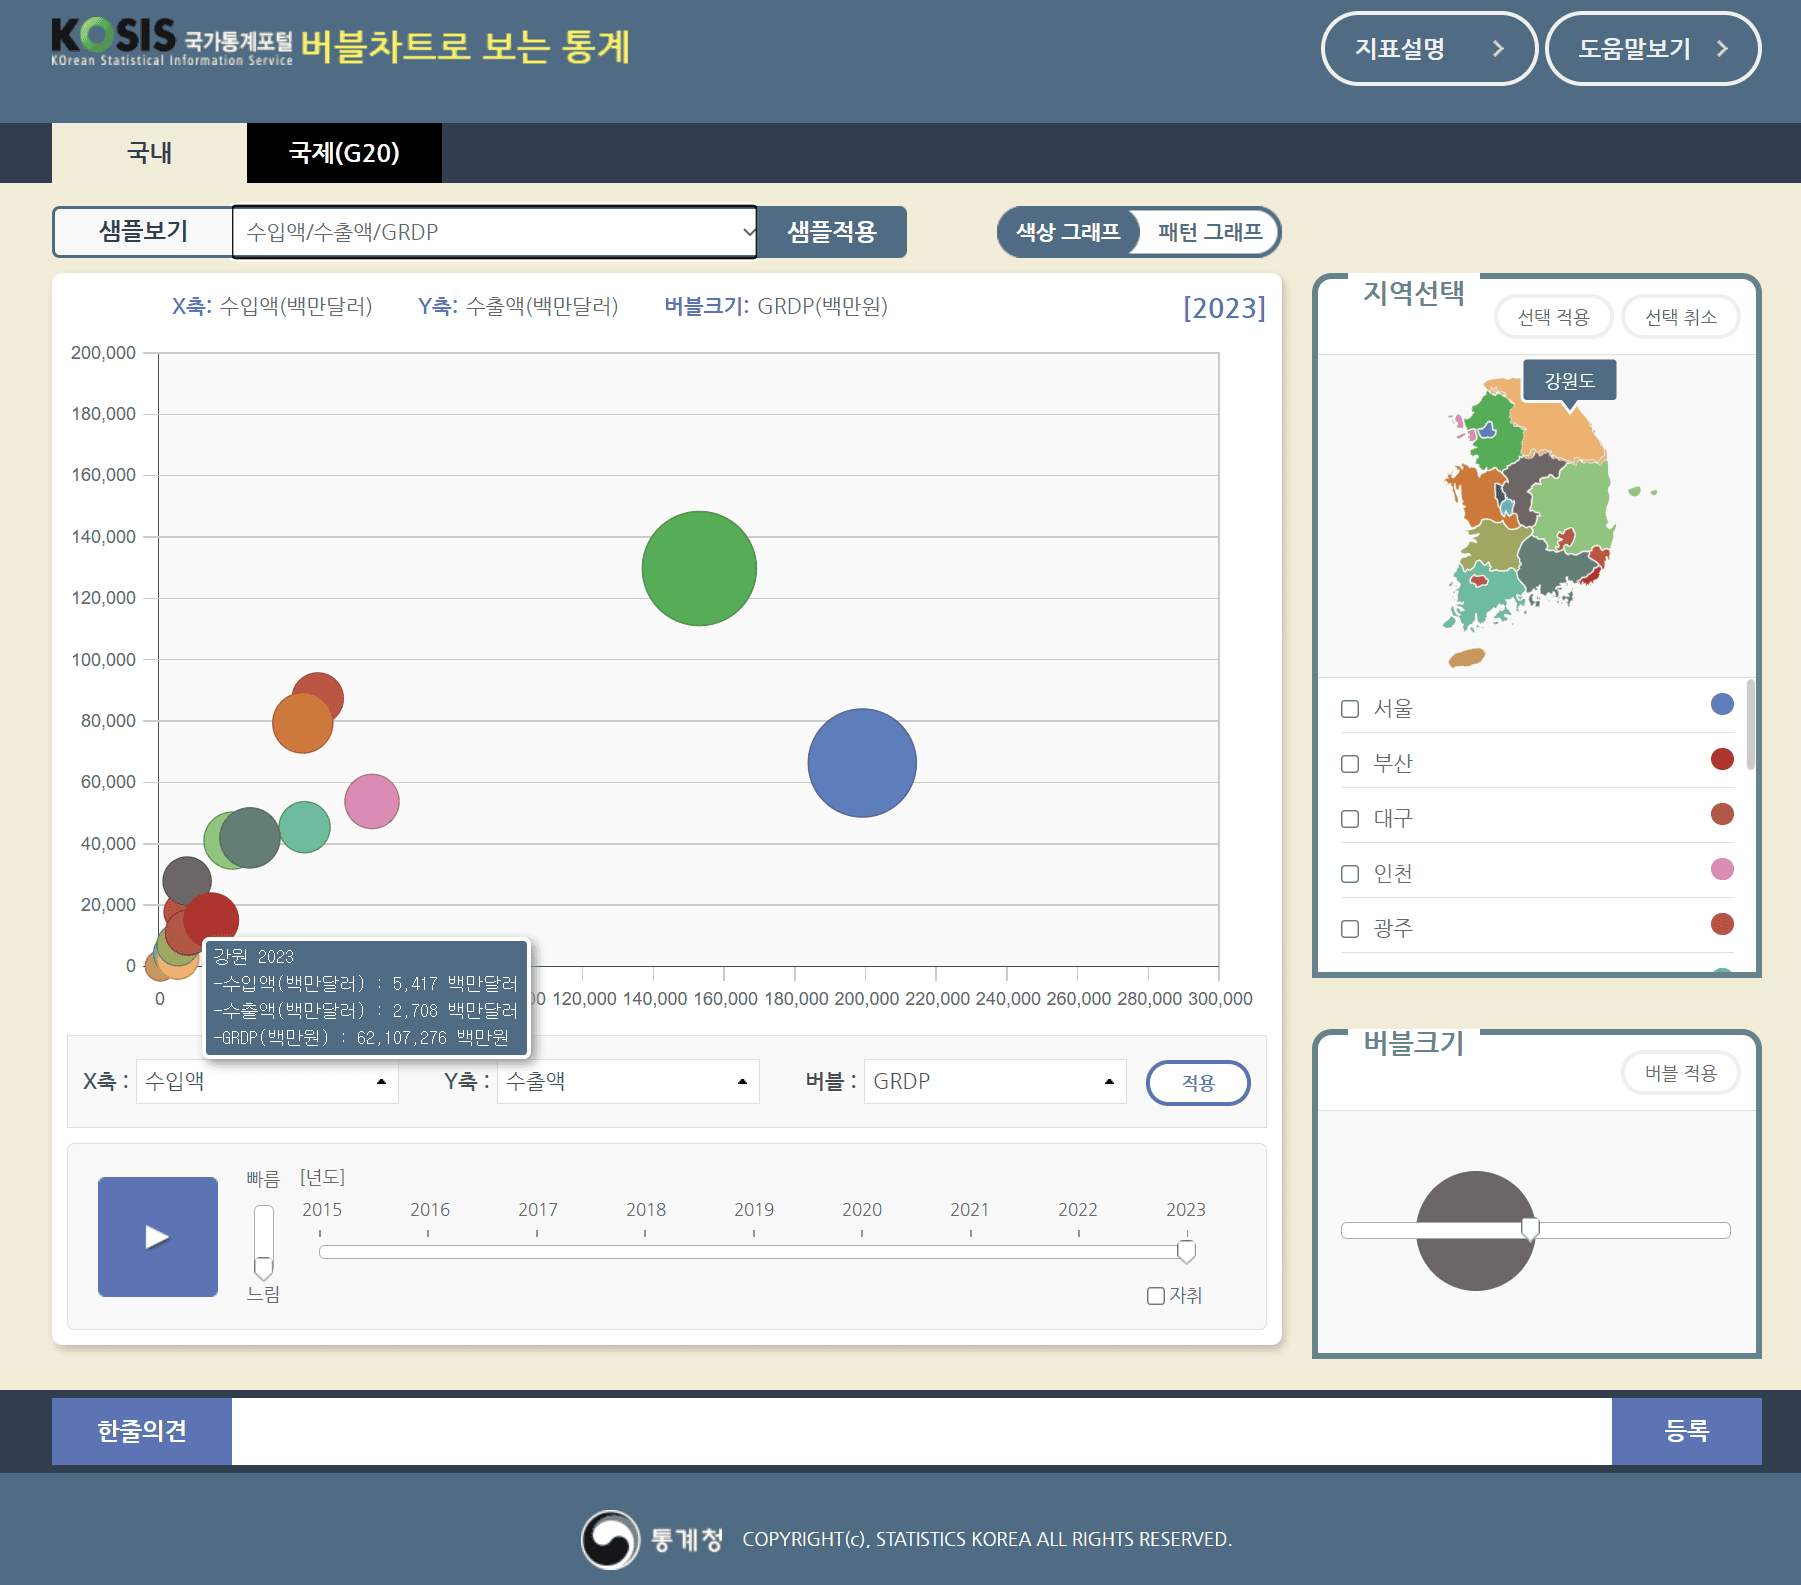 KOSIS 국가통계포털 버블차트로 보는 통계
KOrean Statistical Information Service
지표설명
도움말보기
국내
국제(G20)
샘플보기
수입액/수출액/GRDP
샘플적용
색상 그래프
패턴 그래프
X축: 수입액(백만달러)
Y축: 수출액(백만달러)
버블크기: GRDP(백만원)
[2023]
200,000
180,000
160,000
140,000
120,000
100,000
80,000
60,000
40,000
20,000
0
0
120,000 140,000 160,000 180,000 200,000 220,000 240,000 260,000 280,000 300,000
강원 2023
-수입액(백만달러) : 5,417 백만달러
-수출액(백만달러) : 2,708 백만달러
-GRDP(백만원) : 62,107,276 백만원
X축 : 수입액
Y축 : 수출액
버블 : GRDP
적용
빠름
느림
[년도]
2015 2016 2017 2018 2019 2020 2021 2022 2023
자취
지역선택
선택 적용
선택 취소
강원도
서울
부산
대구
인천
광주
버블크기
버블 적용
한줄의견
등록
통계청 COPYRIGHT(c), STATISTICS KOREA ALL RIGHTS RESERVED.